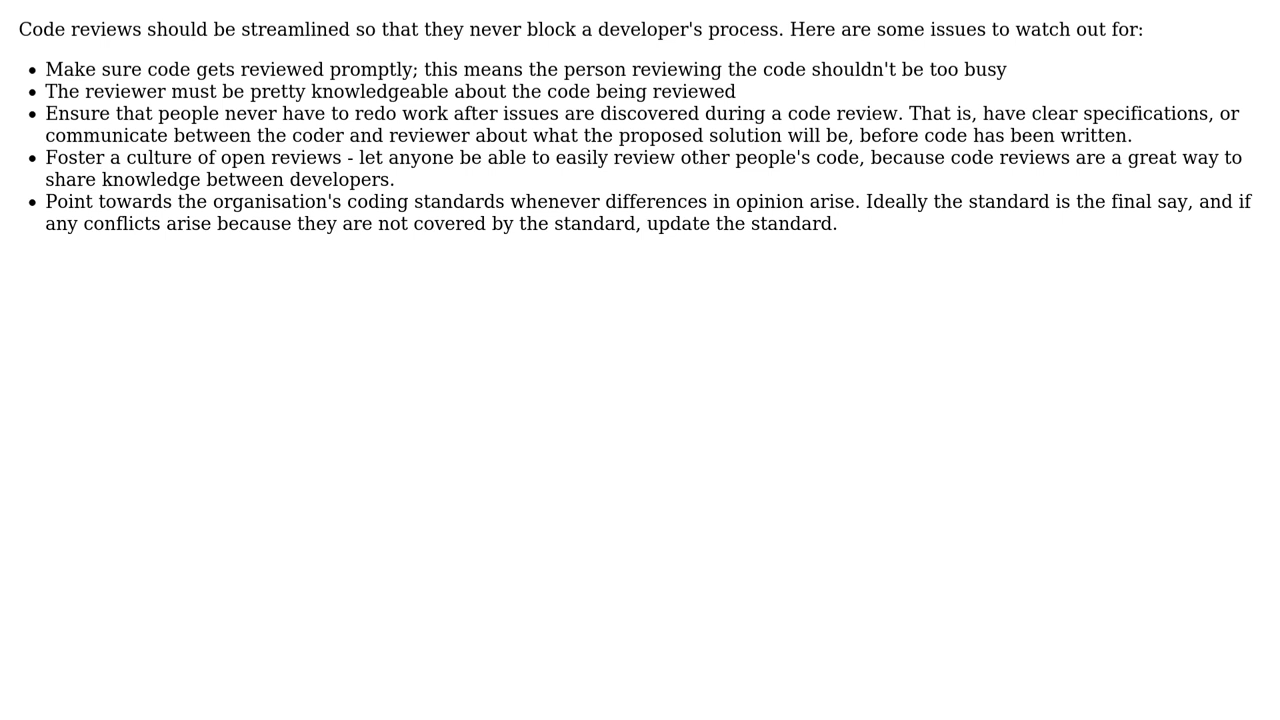 Code reviews should be streamlined so that they never block a developer's process. Here are some issues to watch out for:
• Make sure code gets reviewed promptly; this means the person reviewing the code shouldn't be too busy
• The reviewer must be pretty knowledgeable about the code being reviewed
• Ensure that people never have to redo work after issues are discovered during a code review. That is, have clear specifications, or
communicate between the coder and reviewer about what the proposed solution will be, before code has been written.
• Foster a culture of open reviews - let anyone be able to easily review other people's code, because code reviews are a great way to
share knowledge between developers.
• Point towards the organisation's coding standards whenever differences in opinion arise. Ideally the standard is the final say, and if
any conflicts arise because they are not covered by the standard, update the standard.